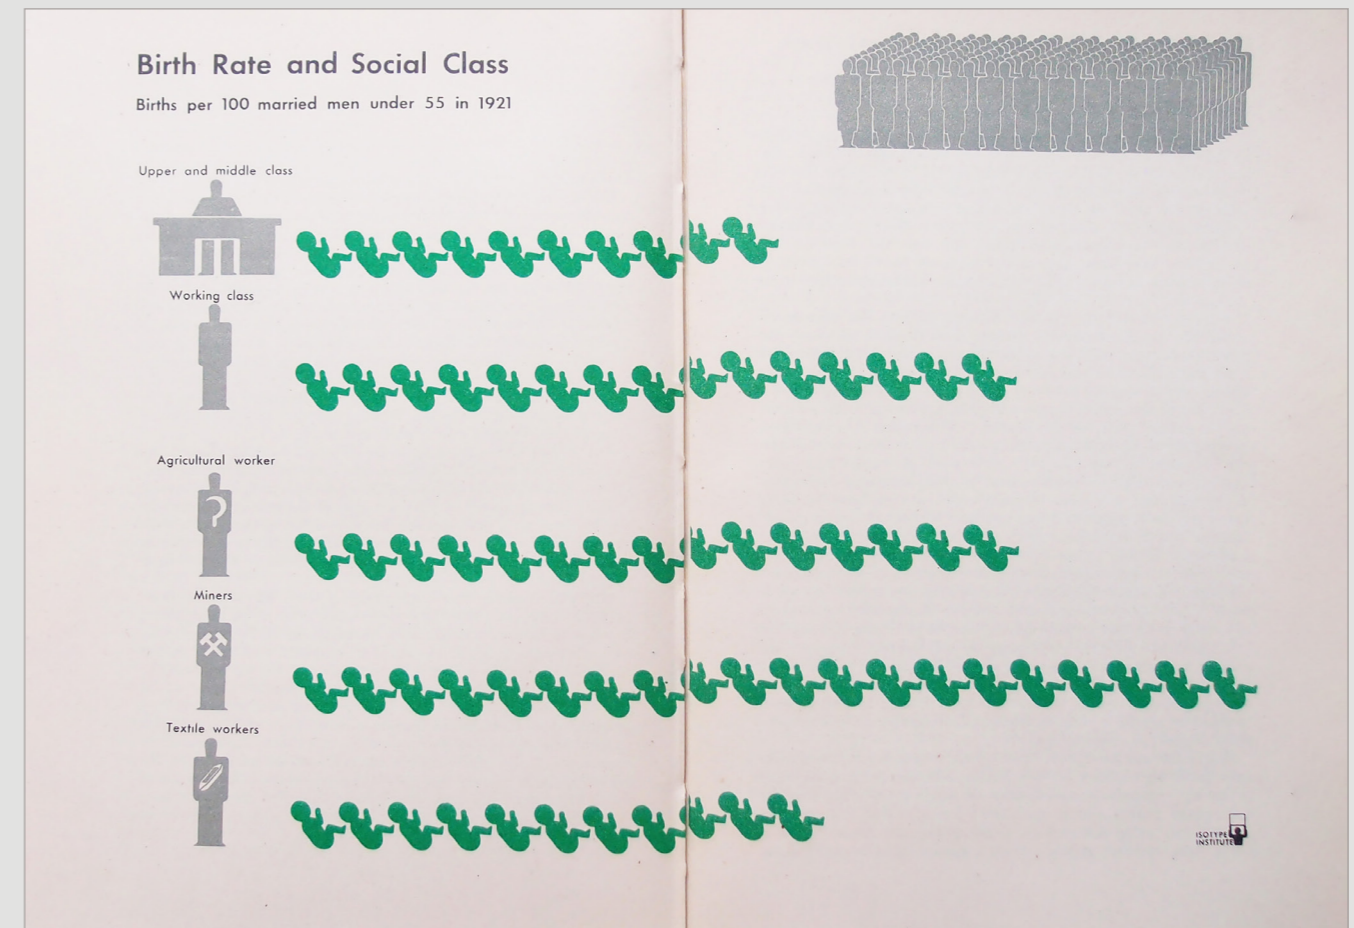 Birth Rate and Social Class
Births per 100 married men under 55 in 1921
Upper and middle class
Working class
Agricultural worker
Miners
Textile workers
ISOTYPE
INSTITUTE